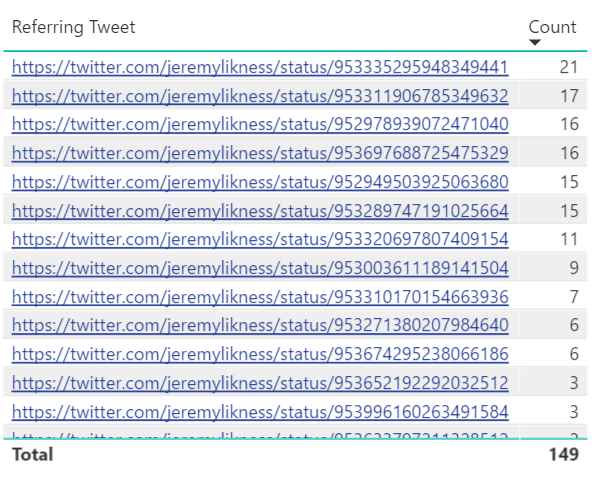 Referring Tweet Count
https://twitter.com/jeremylikness/status/953335295948349441 21
https://twitter.com/jeremylikness/status/953311906785349632 17
https://twitter.com/jeremylikness/status/952978939072471040 16
https://twitter.com/jeremylikness/status/953697688725475329 16
https://twitter.com/jeremylikness/status/952949503925063680 15
https://twitter.com/jeremylikness/status/953289747191025664 15
https://twitter.com/jeremylikness/status/953320697807409154 11
https://twitter.com/jeremylikness/status/953003611189141504 9
https://twitter.com/jeremylikness/status/953310170154663936 7
https://twitter.com/jeremylikness/status/953271380207984640 6
https://twitter.com/jeremylikness/status/953674295238066186 6
https://twitter.com/jeremylikness/status/953652192292032512 3
https://twitter.com/jeremylikness/status/953996160263491584 3
Total 149